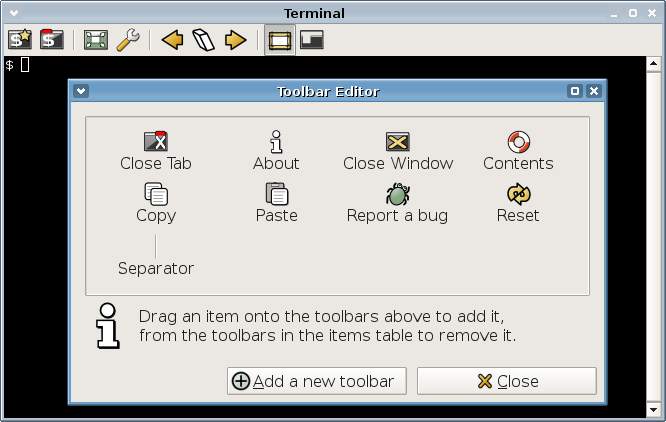 Terminal
$
Toolbar Editor
Close Tab About Close Window Contents
Copy Paste Report a bug Reset
Separator
Drag an item onto the toolbars above to add it,
from the toolbars in the items table to remove it.
Add a new toolbar Close